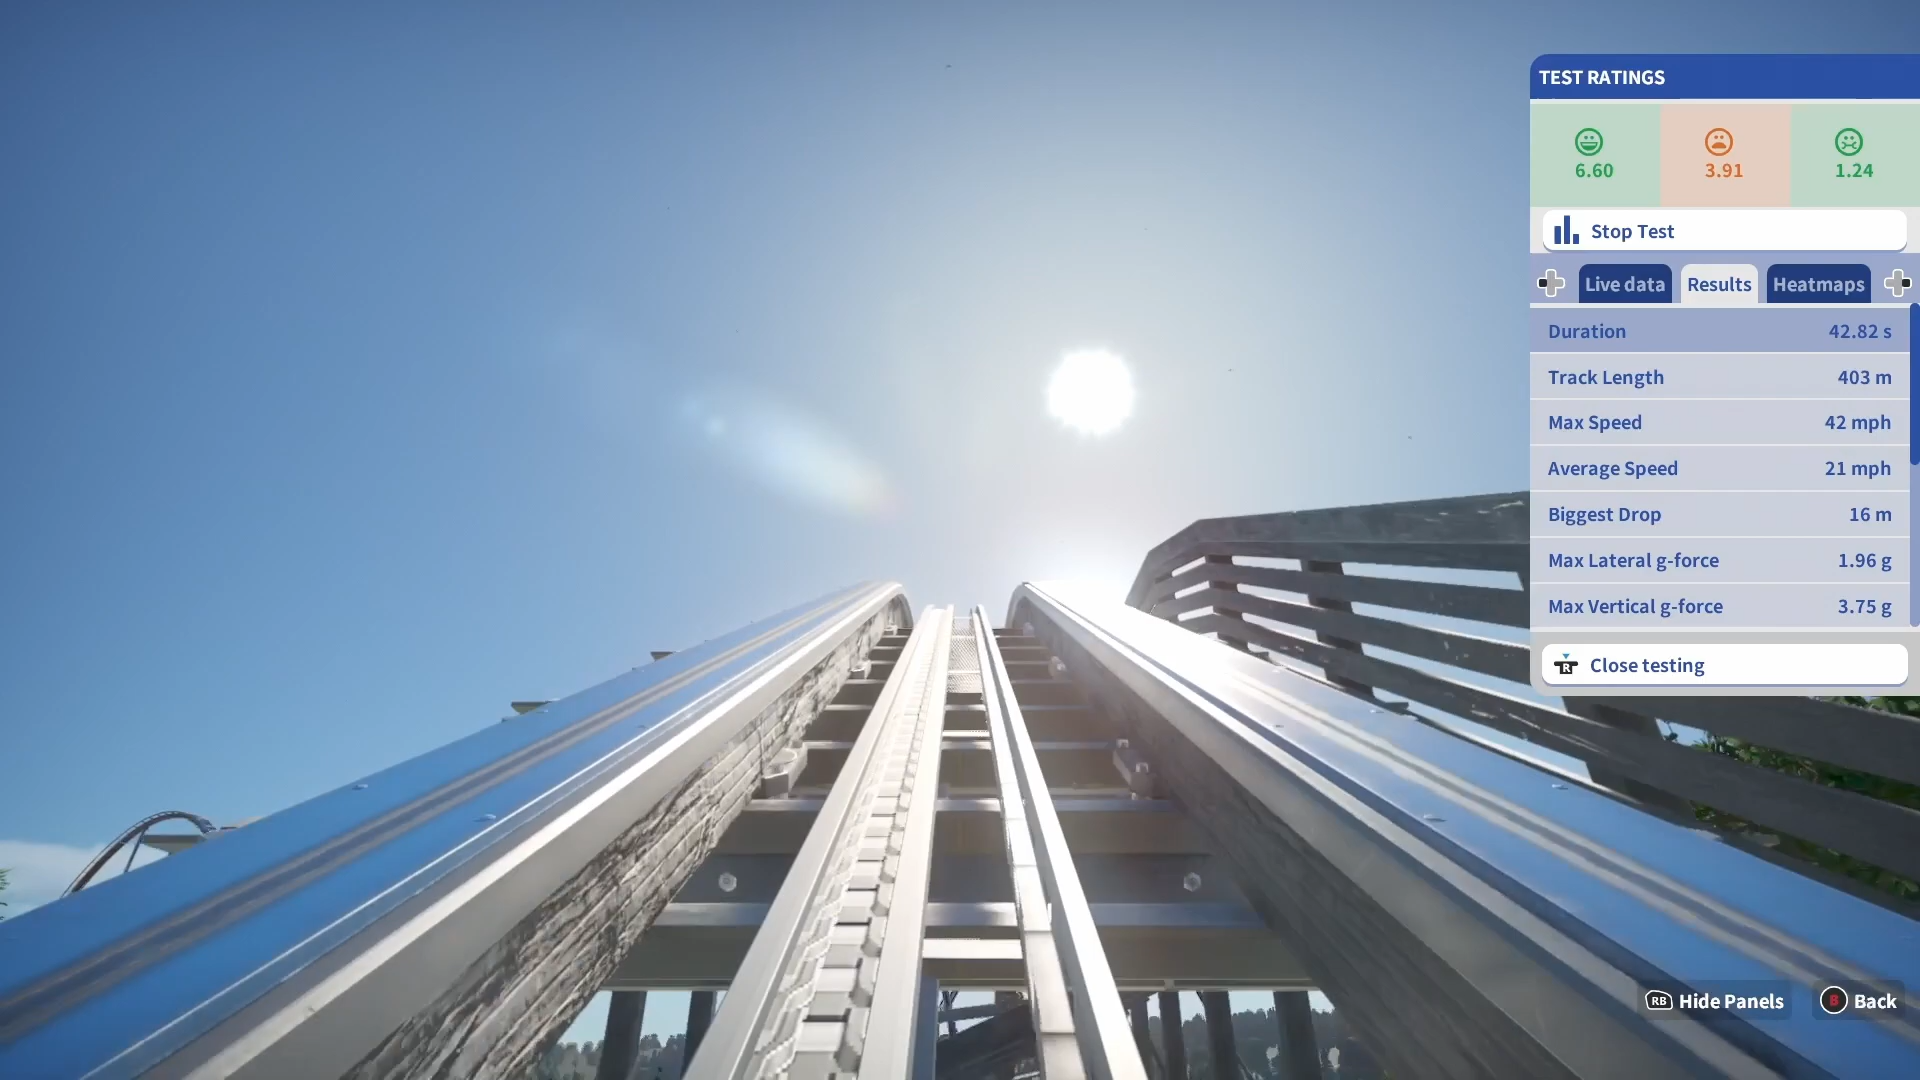 TEST RATINGS
6.60 3.91 1.24
Stop Test
Live data Results Heatmaps
Duration 42.82 s
Track Length 403 m
Max Speed 42 mph
Average Speed 21 mph
Biggest Drop 16 m
Max Lateral g-force 1.96 g
Max Vertical g-force 3.75 g
R Close testing
RB Hide Panels B Back